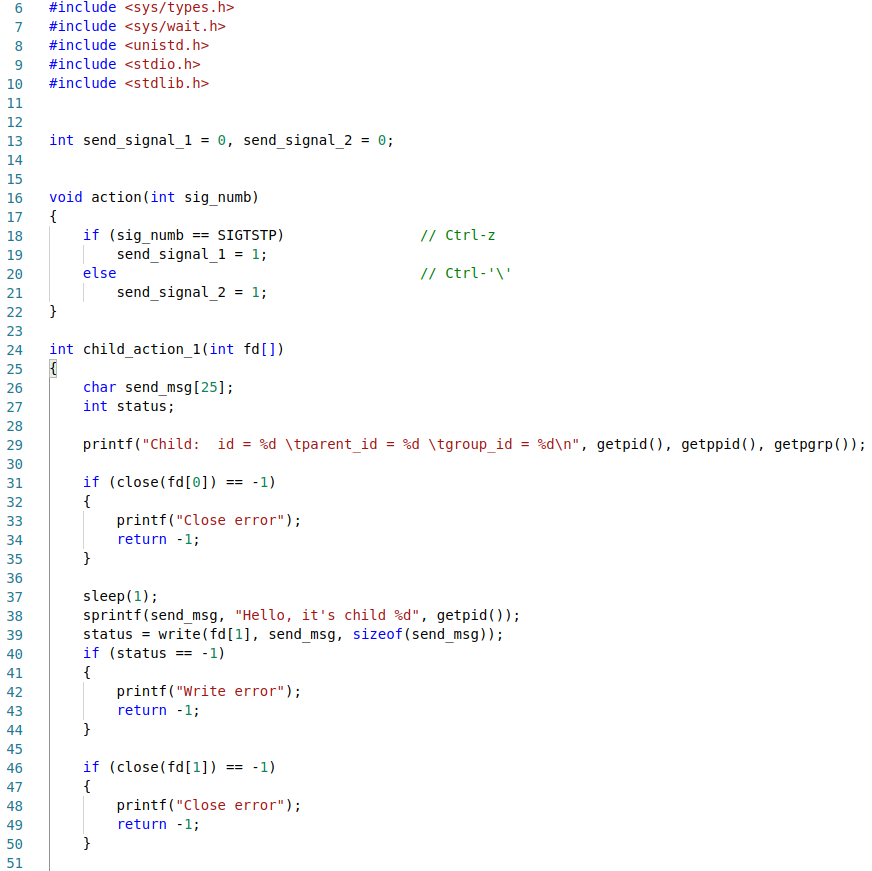 6 #include <sys/types.h>
7 #include <sys/wait.h>
8 #include <unistd.h>
9 #include <stdio.h>
10 #include <stdlib.h>
11
12
13 int send_signal_1 = 0, send_signal_2 = 0;
14
15
16 void action(int sig_numb)
17 {
18     if (sig_numb == SIGTSTP)                // Ctrl-z
19         send_signal_1 = 1;
20     else                                    // Ctrl-'\'
21         send_signal_2 = 1;
22 }
23
24 int child_action_1(int fd[])
25 {
26     char send_msg[25];
27     int status;
28
29     printf("Child:  id = %d \tparent_id = %d \tgroup_id = %d\n", getpid(), getppid(), getpgrp());
30
31     if (close(fd[0]) == -1)
32     {
33         printf("Close error");
34         return -1;
35     }
36
37     sleep(1);
38     sprintf(send_msg, "Hello, it's child %d", getpid());
39     status = write(fd[1], send_msg, sizeof(send_msg));
40     if (status == -1)
41     {
42         printf("Write error");
43         return -1;
44     }
45
46     if (close(fd[1]) == -1)
47     {
48         printf("Close error");
49         return -1;
50     }
51